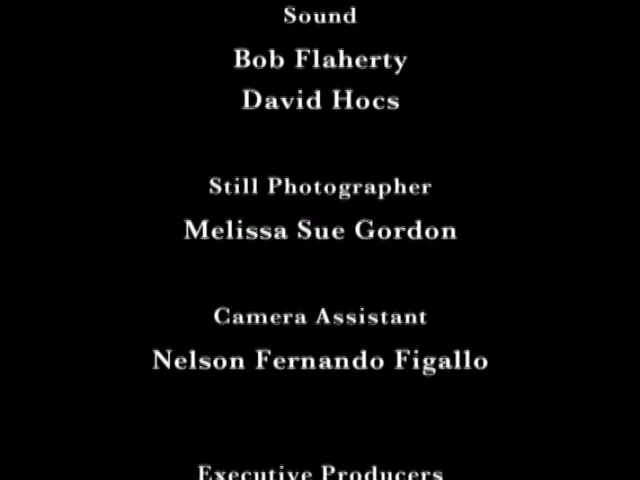 Sound
Bob Flaherty
David Hocs
Still Photographer
Melissa Sue Gordon
Camera Assistant
Nelson Fernando Figallo
Executive Producers